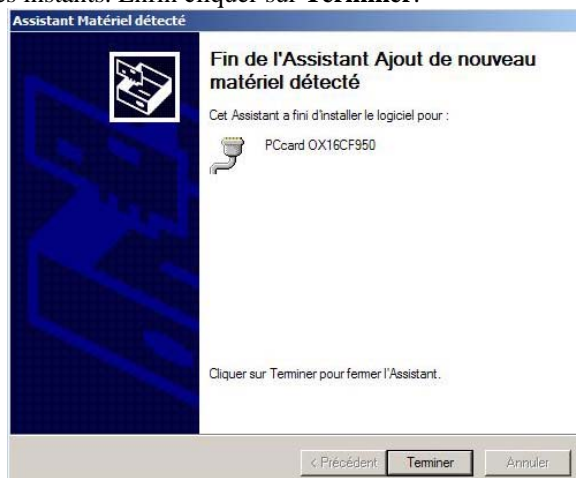 es instants. Enfin cliquer sur Terminer.
Assistant Matériel détecté
Fin de l'Assistant Ajout de nouveau
matériel détecté
Cet Assistant a fini d'installer le logiciel pour :
PCcard OX16CF950
Cliquer sur Terminer pour fermer l'Assistant.
< Précédent Terminer Annuler